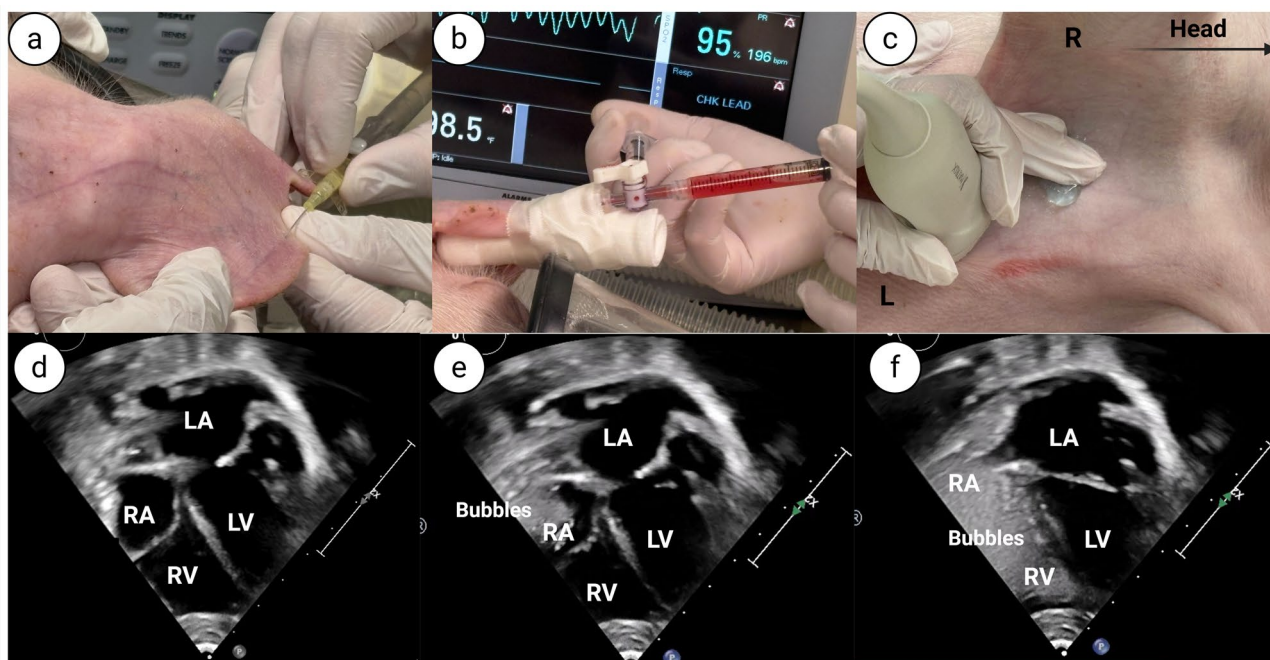 a
DISPLAY
TRENDS
FREEZE
b
PR
95 % 196 bpm
Resp
CHK LEAD
98.5 °F
c
R
Head
L
d
LA
RA
LV
RV
P
e
LA
Bubbles
RA
LV
RV
P
f
LA
RA
Bubbles
LV
RV
P